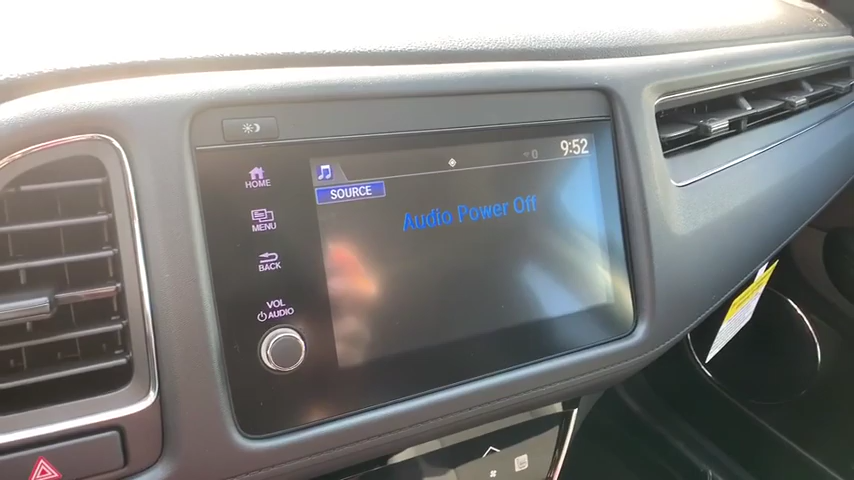 9:52
HOME
SOURCE
Audio Power Off
MENU
BACK
VOL
AUDIO